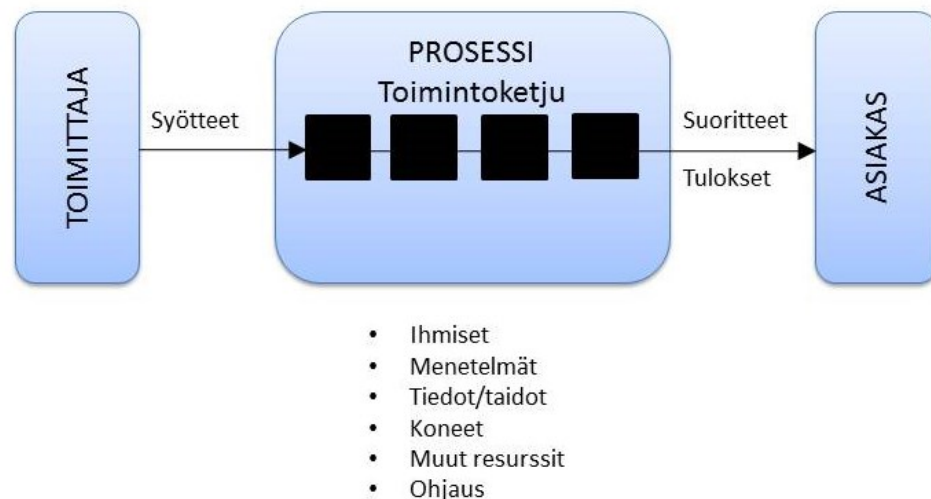 TOIMITTAJA
Syötteet
PROSESSI
Toimintoketju
Suoritteet
Tulokset
ASIAKAS
• Ihmiset
• Menetelmät
• Tiedot/taidot
• Koneet
• Muut resurssit
• Ohjaus